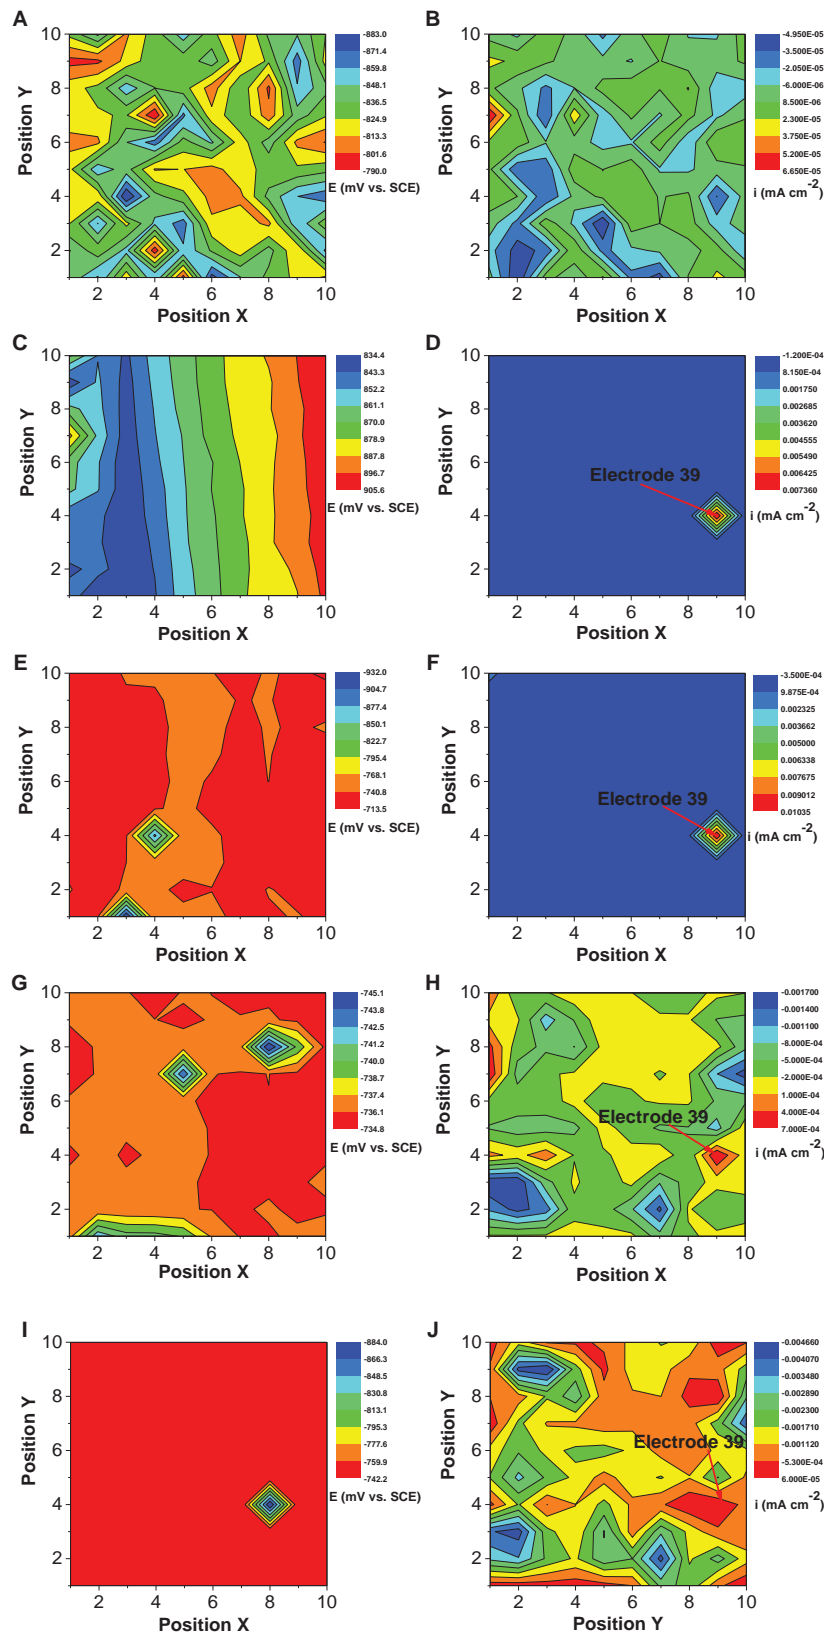 A
Position Y
10
8
6
4
2
2
4
6
8
10
Position X
-883.0
-871.4
-859.8
-848.1
-836.5
-824.9
-813.3
-801.6
-790.0
E (mV vs. SCE)
B
Position Y
10
8
6
4
2
2
4
6
8
10
Position X
-4.950E-05
-3.500E-05
-2.050E-05
-6.000E-06
8.500E-06
2.300E-05
3.750E-05
5.200E-05
6.650E-05
i (mA cm-2)
C
Position Y
10
8
6
4
2
2
4
6
8
10
Position X
834.4
843.3
852.2
861.1
870.0
878.9
887.8
896.7
905.6
E (mV vs. SCE)
D
Position Y
10
8
6
4
2
2
4
6
8
10
Position X
Electrode 39
-1.200E-04
8.150E-04
0.001750
0.002685
0.003620
0.004555
0.005490
0.006425
0.007360
i (mA cm-2)
E
Position Y
10
8
6
4
2
2
4
6
8
10
Position X
-932.0
-904.7
-877.4
-850.1
-822.7
-795.4
-768.1
-740.8
-713.5
E (mV vs. SCE)
F
Position Y
10
8
6
4
2
2
4
6
8
10
Position X
Electrode 39
-3.500E-04
9.875E-04
0.002325
0.003662
0.005000
0.006338
0.007675
0.009012
0.01035
i (mA cm-2)
G
Position Y
10
8
6
4
2
2
4
6
8
10
Position X
-745.1
-743.8
-742.5
-741.2
-740.0
-738.7
-737.4
-736.1
-734.8
E (mV vs. SCE)
H
Position Y
10
8
6
4
2
2
4
6
8
10
Position X
Electrode 39
-0.001700
-0.001400
-0.001100
-8.000E-04
-5.000E-04
-2.000E-04
1.000E-04
4.000E-04
7.000E-04
i (mA cm-2)
I
Position Y
10
8
6
4
2
2
4
6
8
10
Position X
-884.0
-866.3
-848.5
-830.8
-813.1
-795.3
-777.6
-759.9
-742.2
E (mV vs. SCE)
J
Position Y
10
8
6
4
2
2
4
6
8
10
Position Y
Electrode 39
-0.004660
-0.004070
-0.003480
-0.002890
-0.002300
-0.001710
-0.001120
-5.300E-04
6.000E-05
i (mA cm-2)